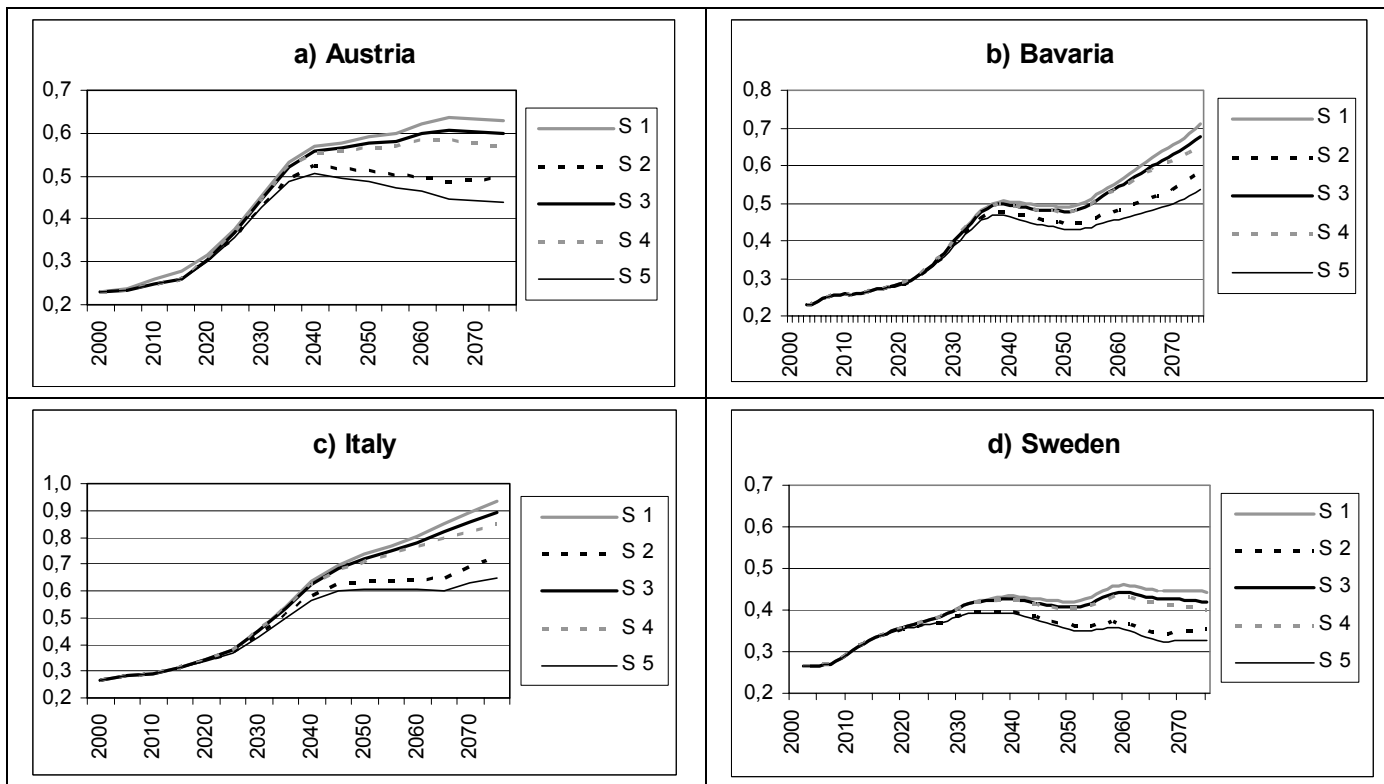 a) Austria
0,7
0,6
0,5
0,4
0,3
0,2
2000
2010
2020
2030
2040
2050
2060
2070
S 1
S 2
S 3
S 4
S 5
b) Bavaria
0,8
0,7
0,6
0,5
0,4
0,3
0,2
2000
2010
2020
2030
2040
2050
2060
2070
S 1
S 2
S 3
S 4
S 5
c) Italy
1,0
0,9
0,8
0,7
0,6
0,5
0,4
0,3
0,2
2000
2010
2020
2030
2040
2050
2060
2070
S 1
S 2
S 3
S 4
S 5
d) Sweden
0,7
0,6
0,5
0,4
0,3
0,2
2000
2010
2020
2030
2040
2050
2060
2070
S 1
S 2
S 3
S 4
S 5